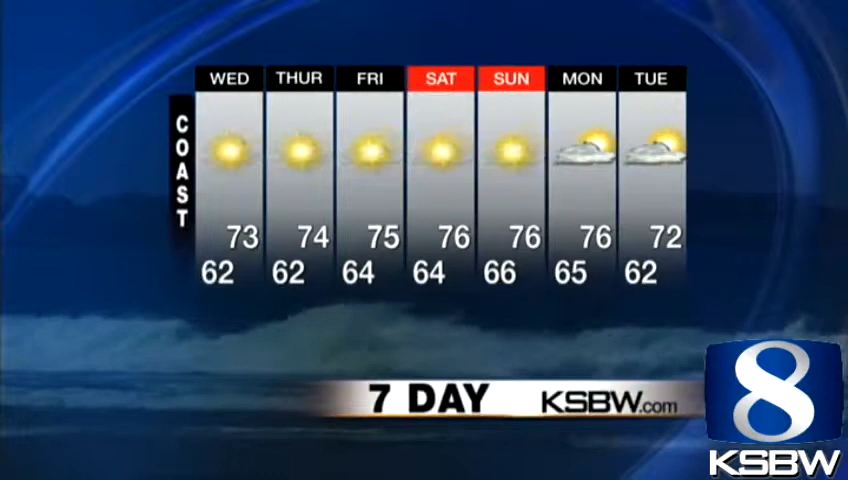 WED THUR FRI SAT SUN MON TUE
COAST
73 74 75 76 76 76 72
62 62 64 64 66 65 62
7 DAY KSBW.com
8
KSBW